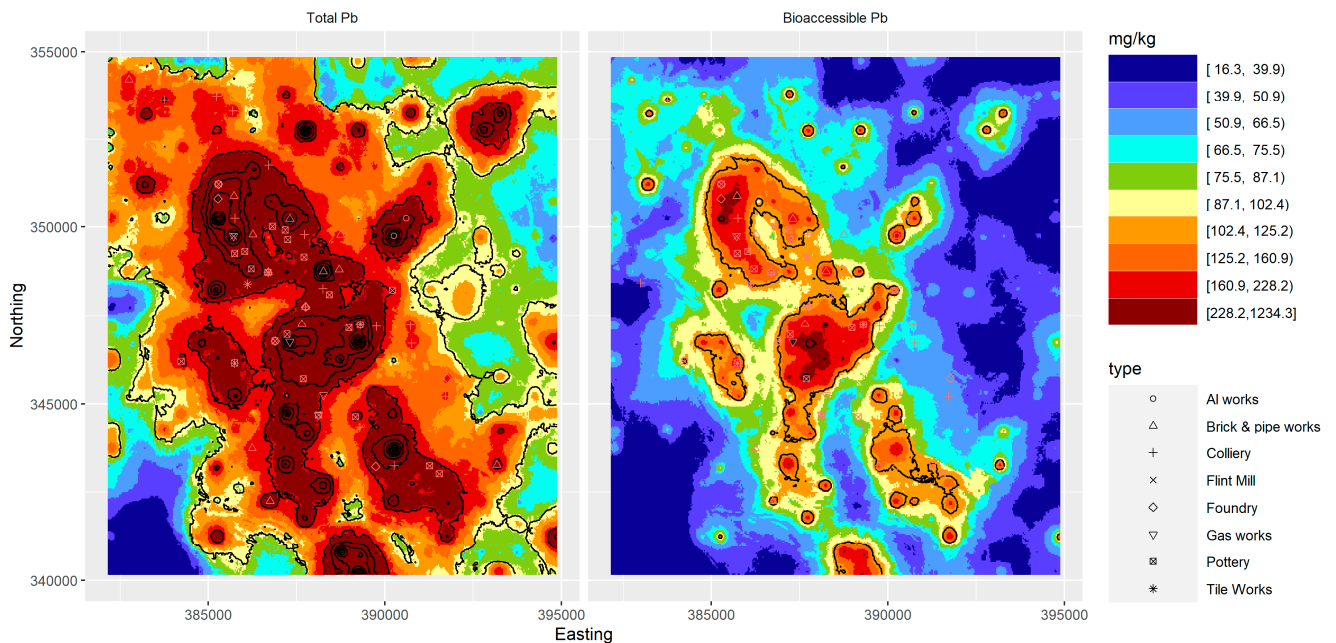 Total Pb
Bioaccessible Pb
mg/kg
[ 16.3, 39.9)
[ 39.9, 50.9)
[ 50.9, 66.5)
[ 66.5, 75.5)
[ 75.5, 87.1)
[ 87.1, 102.4)
[102.4, 125.2)
[125.2, 160.9)
[160.9, 228.2)
[228.2,1234.3]
type
Al works
Brick & pipe works
Colliery
Flint Mill
Foundry
Gas works
Pottery
Tile Works
Northing
355000
350000
345000
340000
385000
390000
395000
385000
390000
395000
Easting